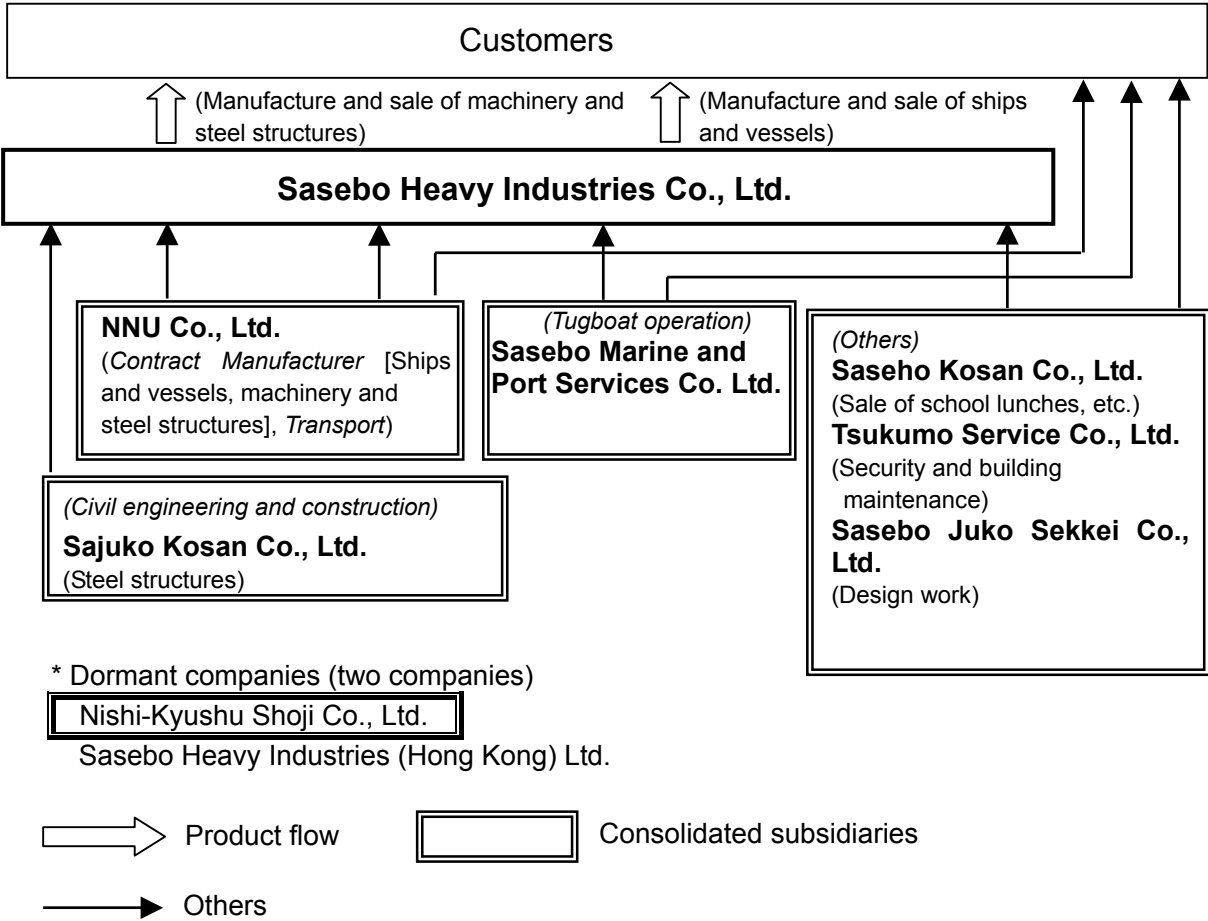 Customers
(Manufacture and sale of machinery and
steel structures)
(Manufacture and sale of ships
and vessels)
Sasebo Heavy Industries Co., Ltd.
NNU Co., Ltd.
(Contract Manufacturer [Ships
and vessels, machinery and
steel structures], Transport)
(Tugboat operation)
Sasebo Marine and
Port Services Co. Ltd.
(Others)
Saseho Kosan Co., Ltd.
(Sale of school lunches, etc.)
Tsukumo Service Co., Ltd.
(Security and building
maintenance)
Sasebo Juko Sekkei Co.,
Ltd.
(Design work)
(Civil engineering and construction)
Sajuko Kosan Co., Ltd.
(Steel structures)
* Dormant companies (two companies)
Nishi-Kyushu Shoji Co., Ltd.
Sasebo Heavy Industries (Hong Kong) Ltd.
Product flow
Consolidated subsidiaries
Others